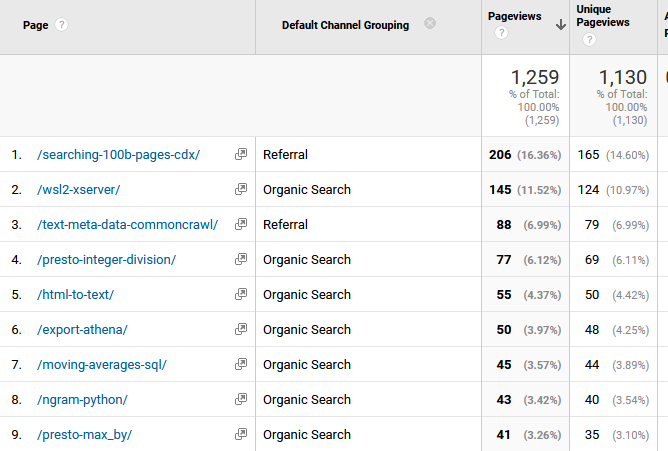 Page ? Default Channel Grouping Pageviews ? Unique Pageviews ?
1,259 1,130
% of Total: % of Total:
100.00% 100.00%
(1,259) (1,130)
1. /searching-100b-pages-cdx/ Referral 206 (16.36%) 165 (14.60%)
2. /wsl2-xserver/ Organic Search 145 (11.52%) 124 (10.97%)
3. /text-meta-data-commoncrawl/ Referral 88 (6.99%) 79 (6.99%)
4. /presto-integer-division/ Organic Search 77 (6.12%) 69 (6.11%)
5. /html-to-text/ Organic Search 55 (4.37%) 50 (4.42%)
6. /export-athena/ Organic Search 50 (3.97%) 48 (4.25%)
7. /moving-averages-sql/ Organic Search 45 (3.57%) 44 (3.89%)
8. /ngram-python/ Organic Search 43 (3.42%) 40 (3.54%)
9. /presto-max_by/ Organic Search 41 (3.26%) 35 (3.10%)